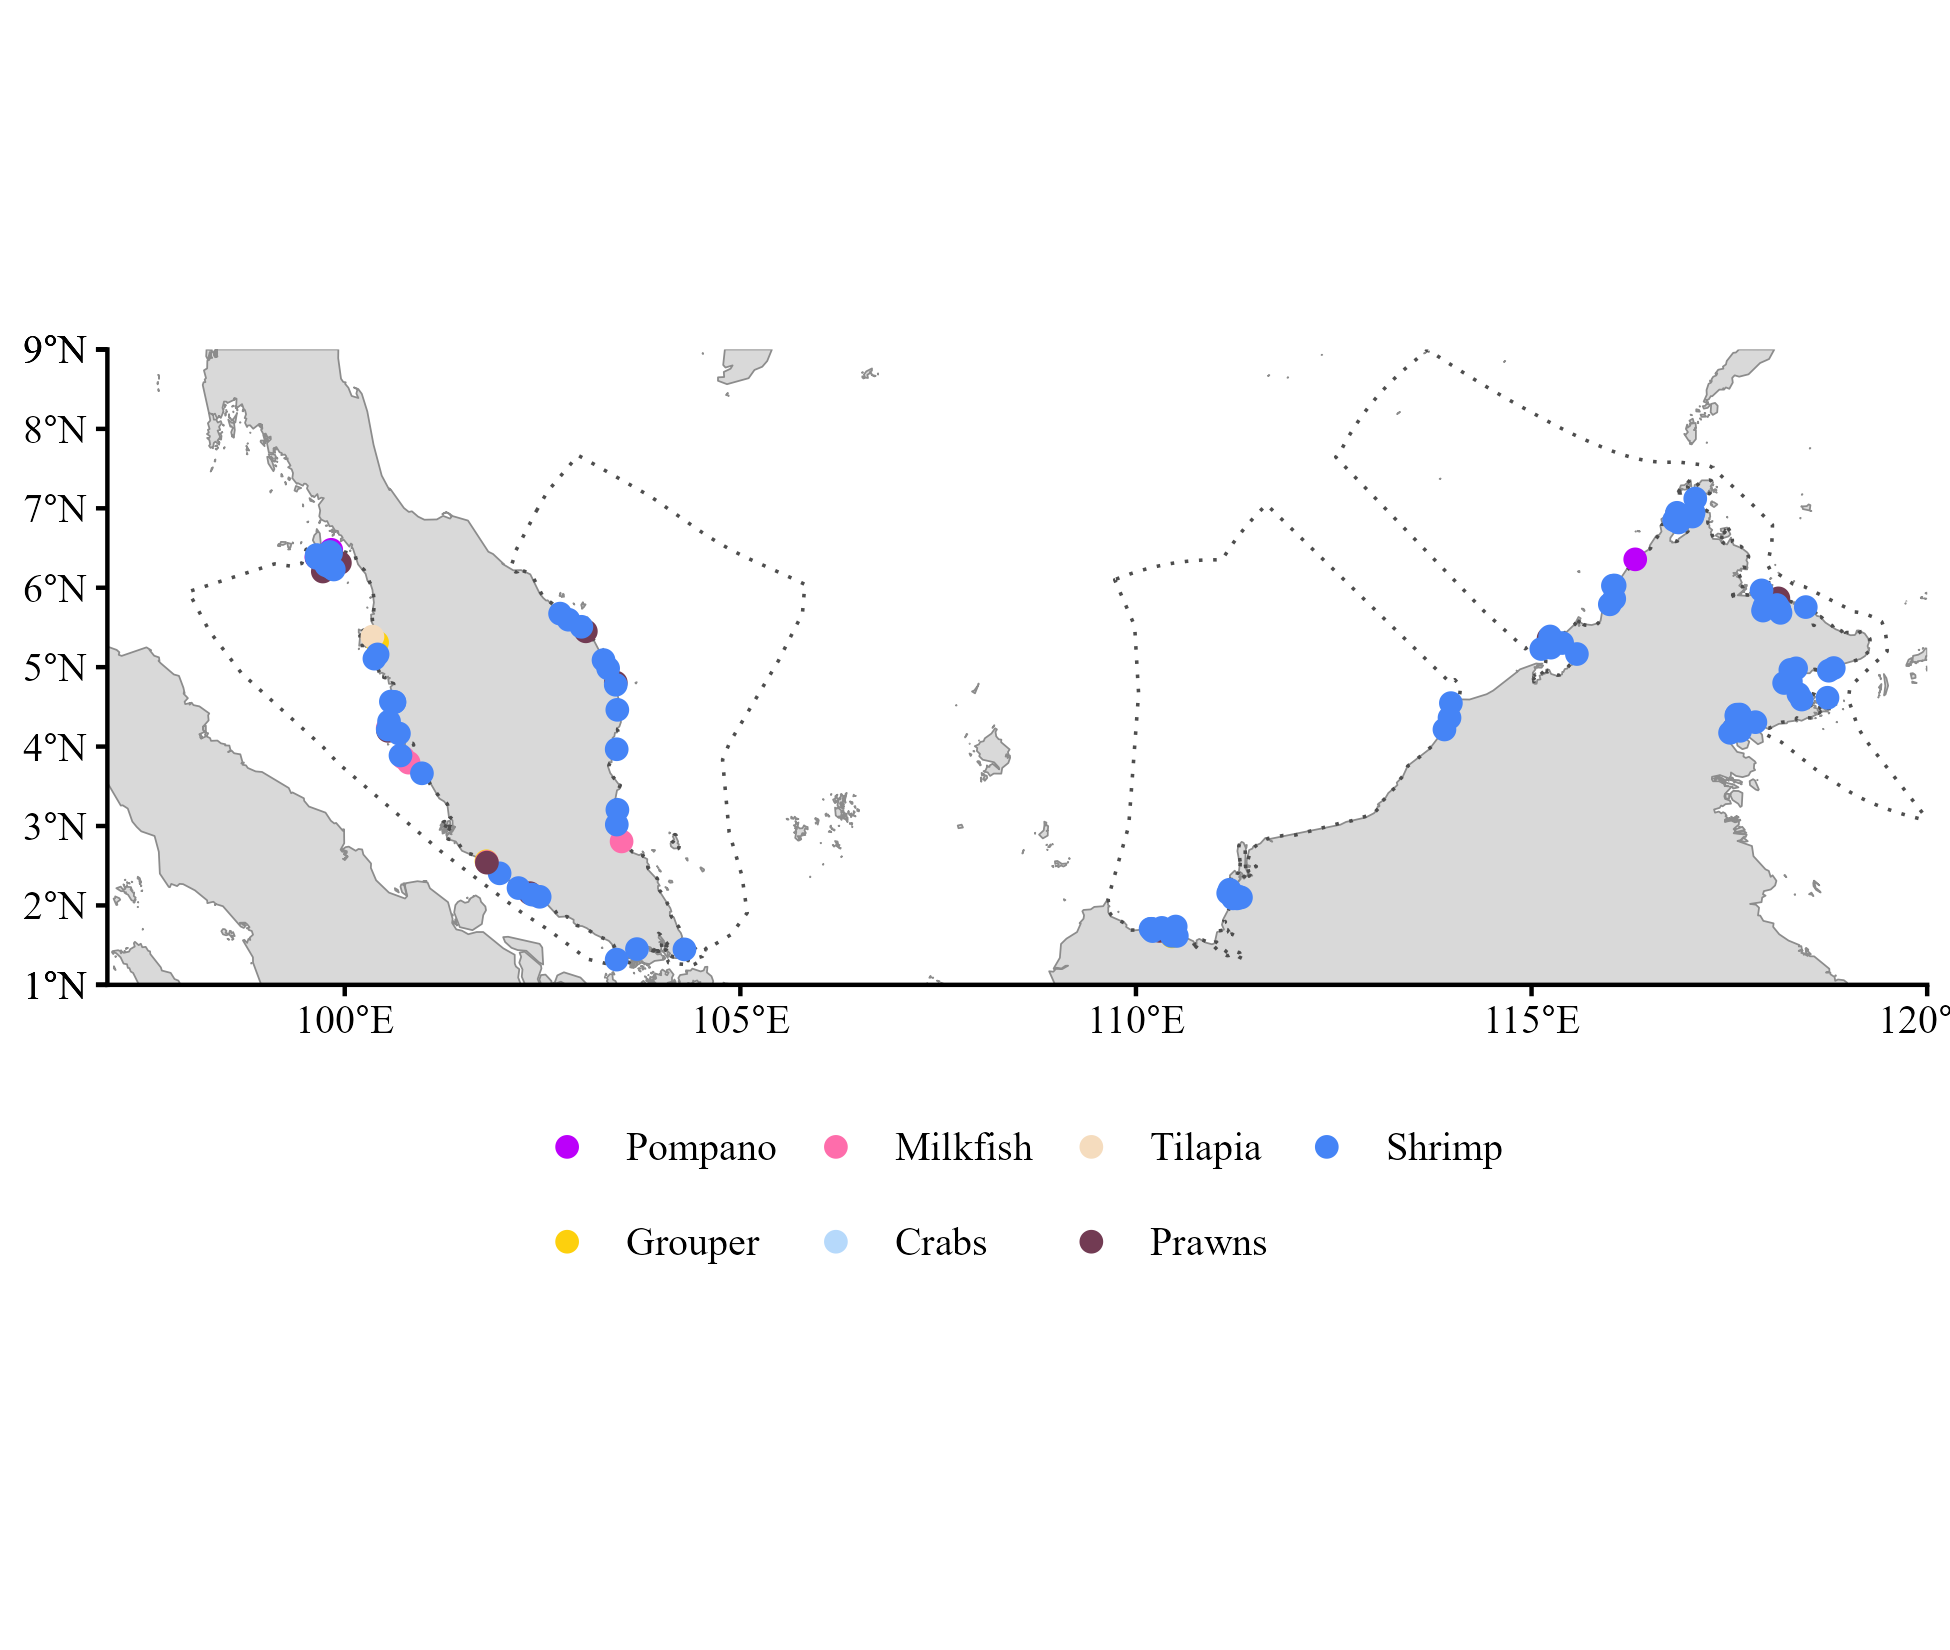 9°N
8°N
7°N
6°N
5°N
4°N
3°N
2°N
1°N
100°E 105°E 110°E 115°E 120°
Pompano Milkfish Tilapia Shrimp
Grouper Crabs Prawns